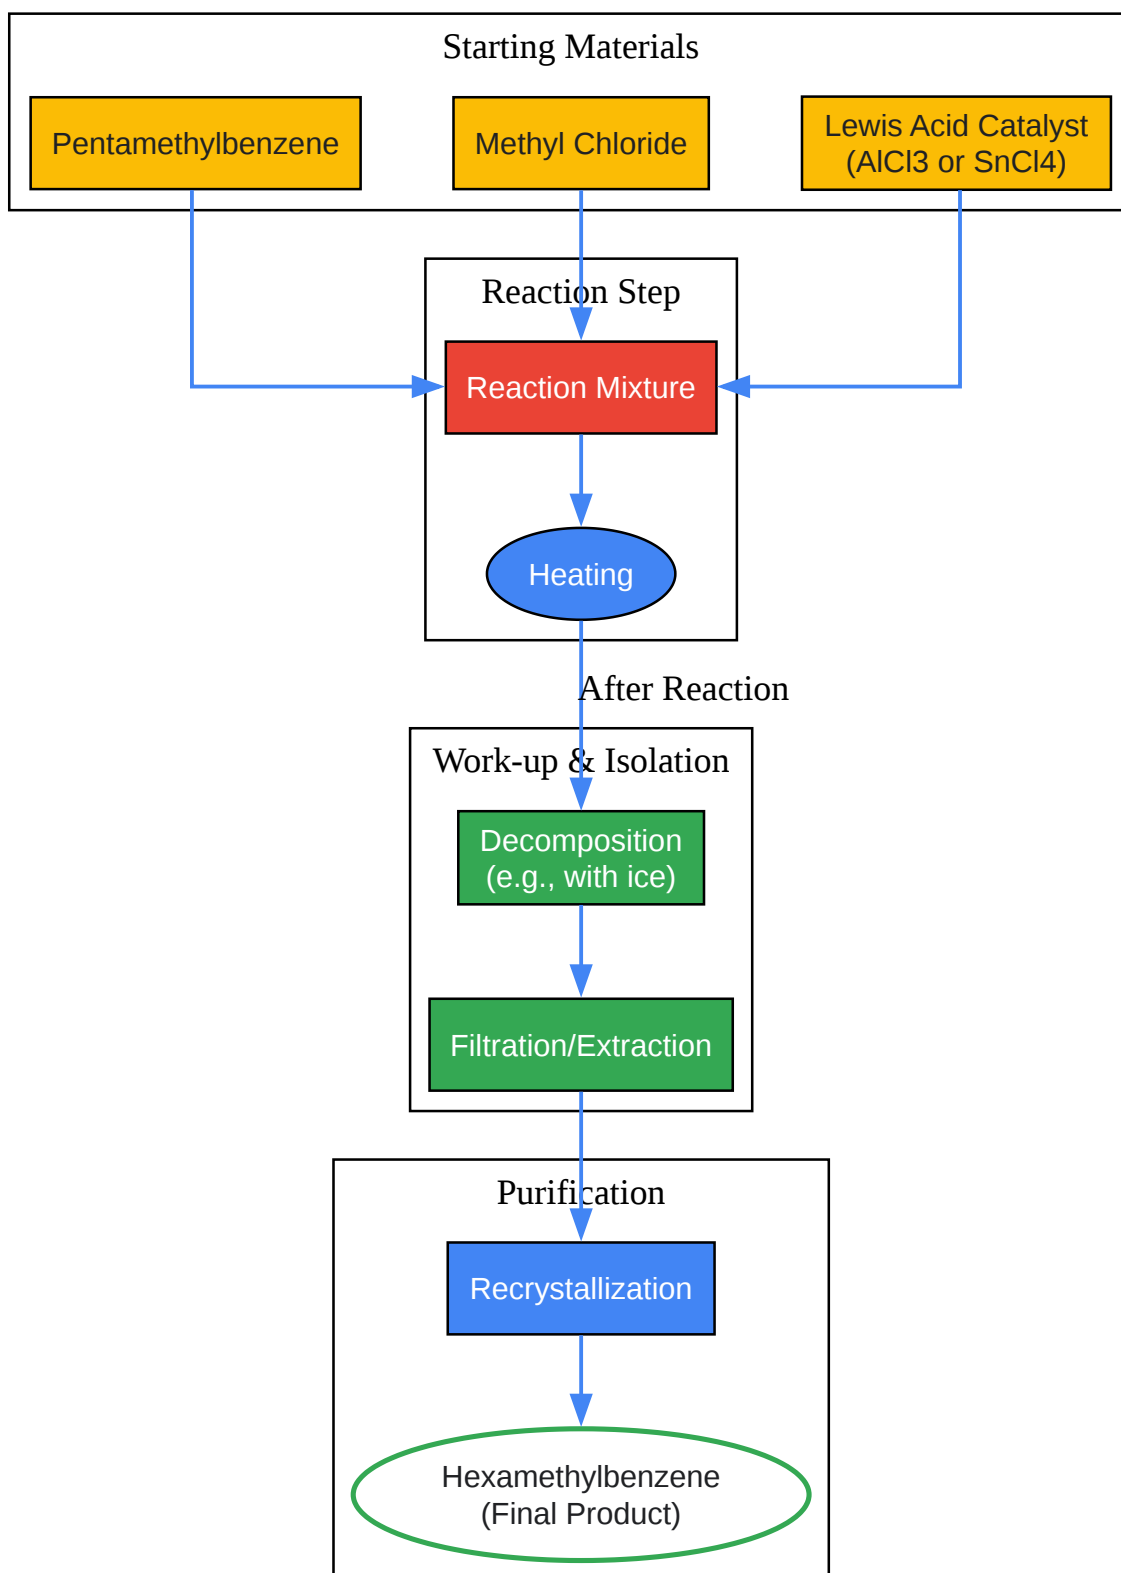 Starting Materials
Pentamethylbenzene
Methyl Chloride
Lewis Acid Catalyst
(AlCl3 or SnCl4)
Reaction Step
Reaction Mixture
Heating
After Reaction
Work-up & Isolation
Decomposition
(e.g., with ice)
Filtration/Extraction
Purification
Recrystallization
Hexamethylbenzene
(Final Product)